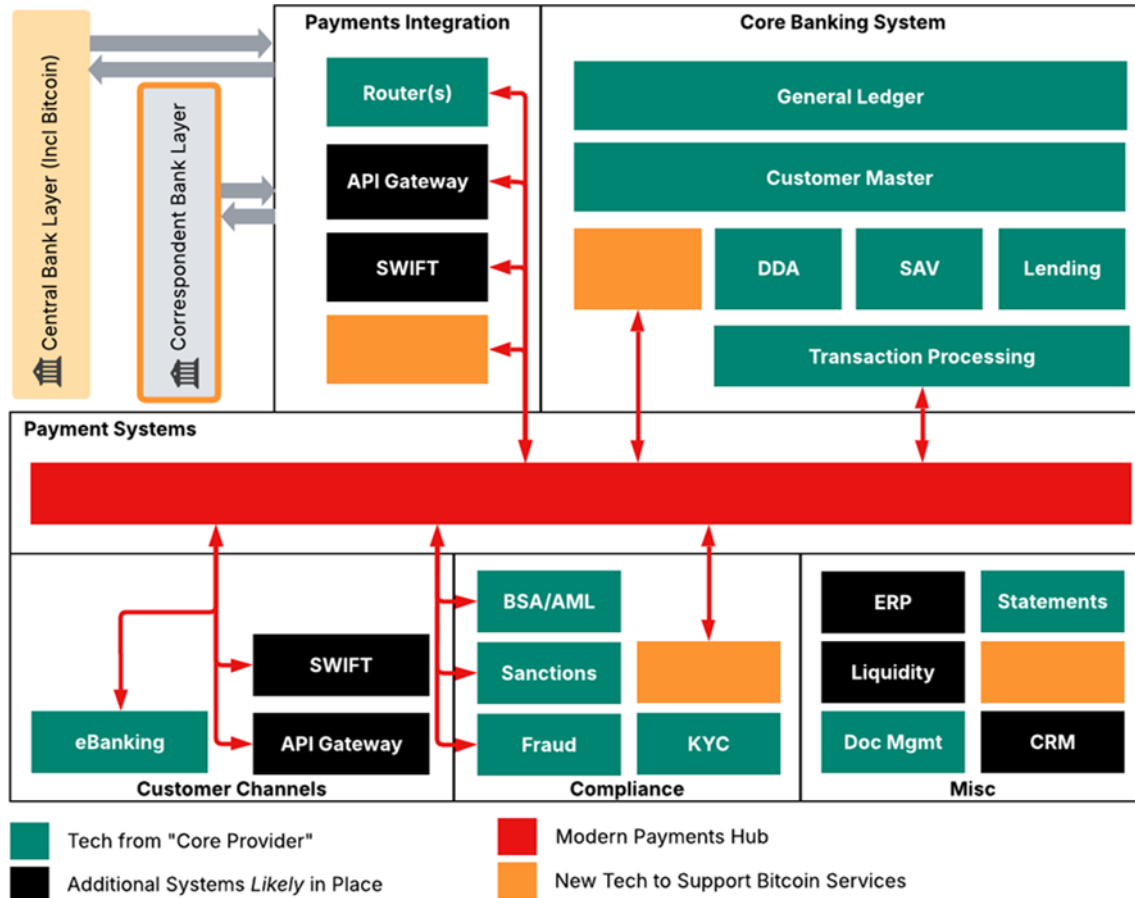 Central Bank Layer (Incl Bitcoin)
Correspondent Bank Layer
Payments Integration
Router(s)
API Gateway
SWIFT
Core Banking System
General Ledger
Customer Master
DDA
SAV
Lending
Transaction Processing
Payment Systems
eBanking
SWIFT
API Gateway
Customer Channels
BSA/AML
Sanctions
Fraud
KYC
Compliance
ERP
Statements
Liquidity
Doc Mgmt
CRM
Misc
Tech from "Core Provider"
Modern Payments Hub
Additional Systems Likely in Place
New Tech to Support Bitcoin Services